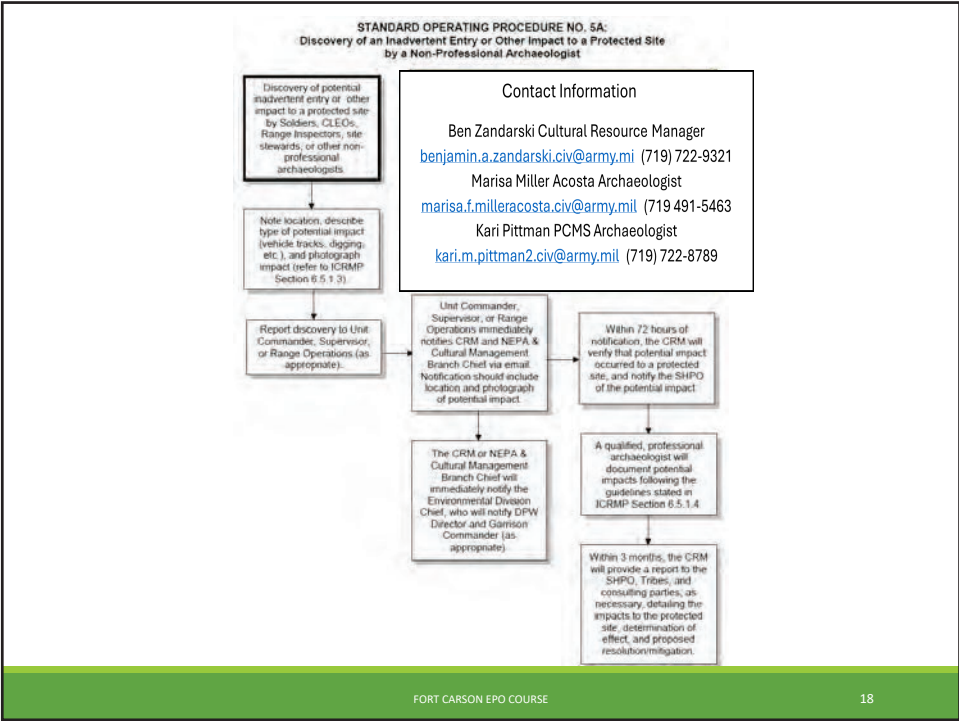 STANDARD OPERATING PROCEDURE NO. 5A:
Discovery of an Inadvertent Entry or Other Impact to a Protected Site
by a Non-Professional Archaeologist
Discovery of potential
inadvertent entry or other
impact to a protected site
by Soldiers, CLEOs,
Range Inspectors, site
stewards, or other non-
professional
archaeologists
Contact Information
Ben Zandarski Cultural Resource Manager
benjamin.a.zandarski.civ@army.mi (719) 722-9321
Marisa Miller Acosta Archaeologist
marisa.f.milleracosta.civ@army.mil (719 491-5463
Kari Pittman PCMS Archaeologist
kari.m.pittman2.civ@army.mil (719) 722-8789
Note location, describe
type of potential impact
(vehicle tracks, digging,
etc.), and photograph
impact (refer to ICRMP
Section 6.5.1.3).
Report discovery to Unit
Commander, Supervisor,
or Range Operations (as
appropriate).
Unit Commander,
Supervisor, or Range
Operations immediately
notifies CRM and NEPA &
Cultural Management
Branch Chief via email.
Notification should include
location and photograph
of potential impact
Within 72 hours of
notification, the CRM will
verify that potential impact
occurred to a protected
site, and notify the SHPO
of the potential impact
The CRM or NEPA &
Cultural Management
Branch Chief will
immediately notify the
Environmental Division
Chief, who will notify DPW
Director and Garrison
Commander (as
appropriate)
A qualified, professional
archaeologist will
document potential
impacts following the
guidelines stated in
ICRMP Section 6.5.1.4
Within 3 months, the CRM
will provide a report to the
SHPO, Tribes, and
consulting parties, as
necessary, detailing the
impacts to the protected
site, determination of
effect, and proposed
resolution/mitigation.
FORT CARSON EPO COURSE
18